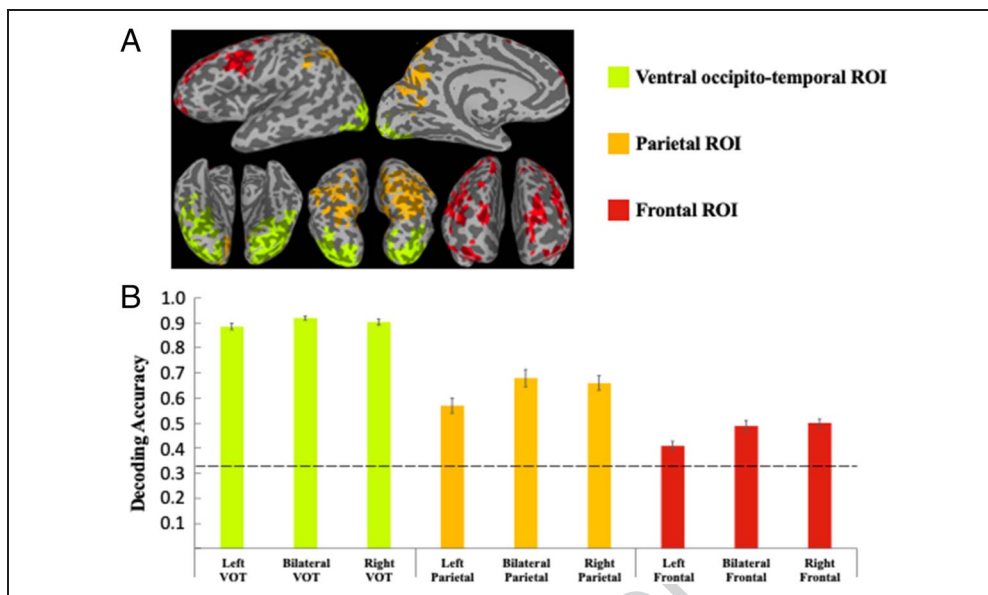 A
Ventral occipito-temporal ROI
Parietal ROI
Frontal ROI
B
Decoding Accuracy
1.0
0.9
0.8
0.7
0.6
0.5
0.4
0.3
0.2
0.1
Left
VOT
Bilateral
VOT
Right
VOT
Left
Parietal
Bilateral
Parietal
Right
Parietal
Left
Frontal
Bilateral
Frontal
Right
Frontal